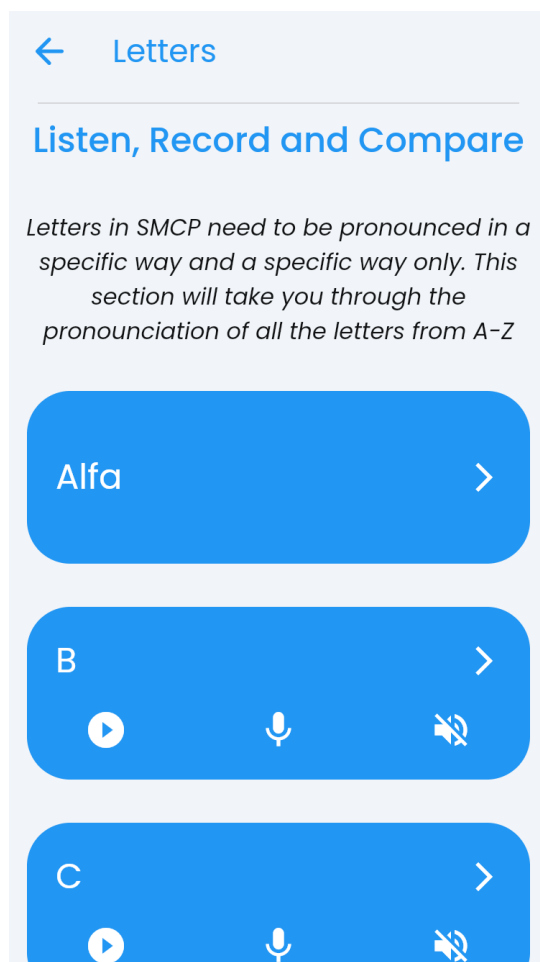 Letters
Listen, Record and Compare
Letters in SMCP need to be pronounced in a
specific way and a specific way only. This
section will take you through the
pronounciation of all the letters from A-Z
Alfa
B
C